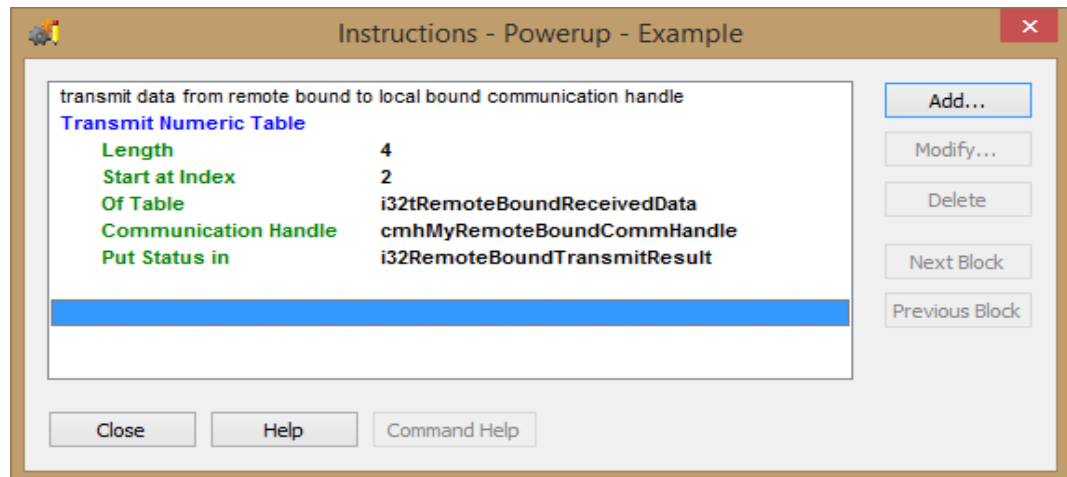 Instructions - Powerup - Example
transmit data from remote bound to local bound communication handle
Transmit Numeric Table
Length 4
Start at Index 2
Of Table i32tRemoteBoundReceivedData
Communication Handle cmhMyRemoteBoundCommHandle
Put Status in i32RemoteBoundTransmitResult
Add...
Modify...
Delete
Next Block
Previous Block
Close Help Command Help